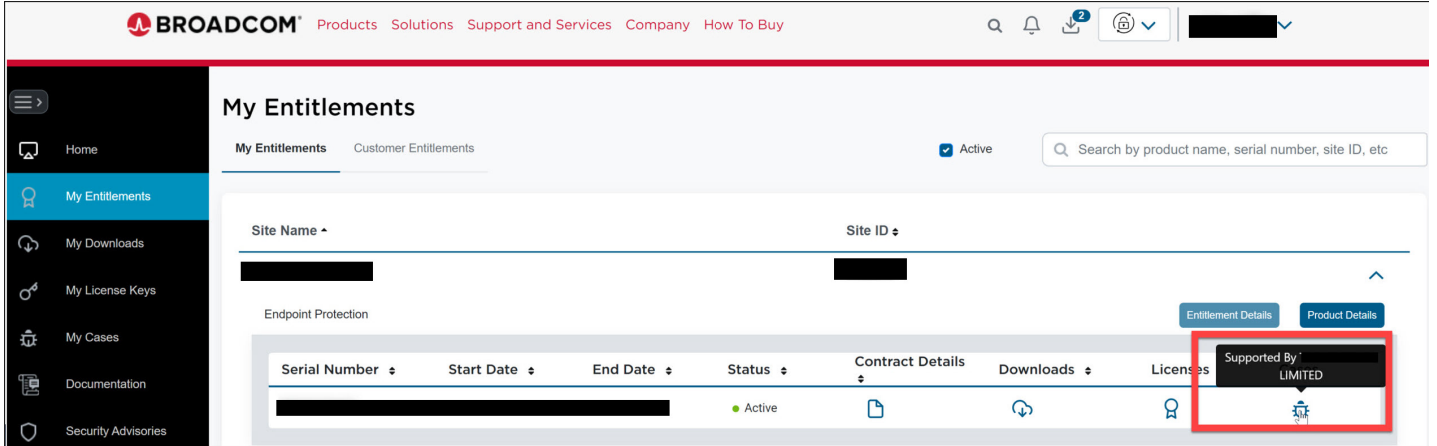 BROADCOM® Products Solutions Support and Services Company How To Buy 2
My Entitlements
Home
My Entitlements Customer Entitlements Active Search by product name, serial number, site ID, etc
My Entitlements
Site Name Site ID
My Downloads
My License Keys
Endpoint Protection Entitlement Details Product Details
My Cases
Supported By
LIMITED
Serial Number Start Date End Date Status Contract Details Downloads Licenses
Documentation
Active
Security Advisories